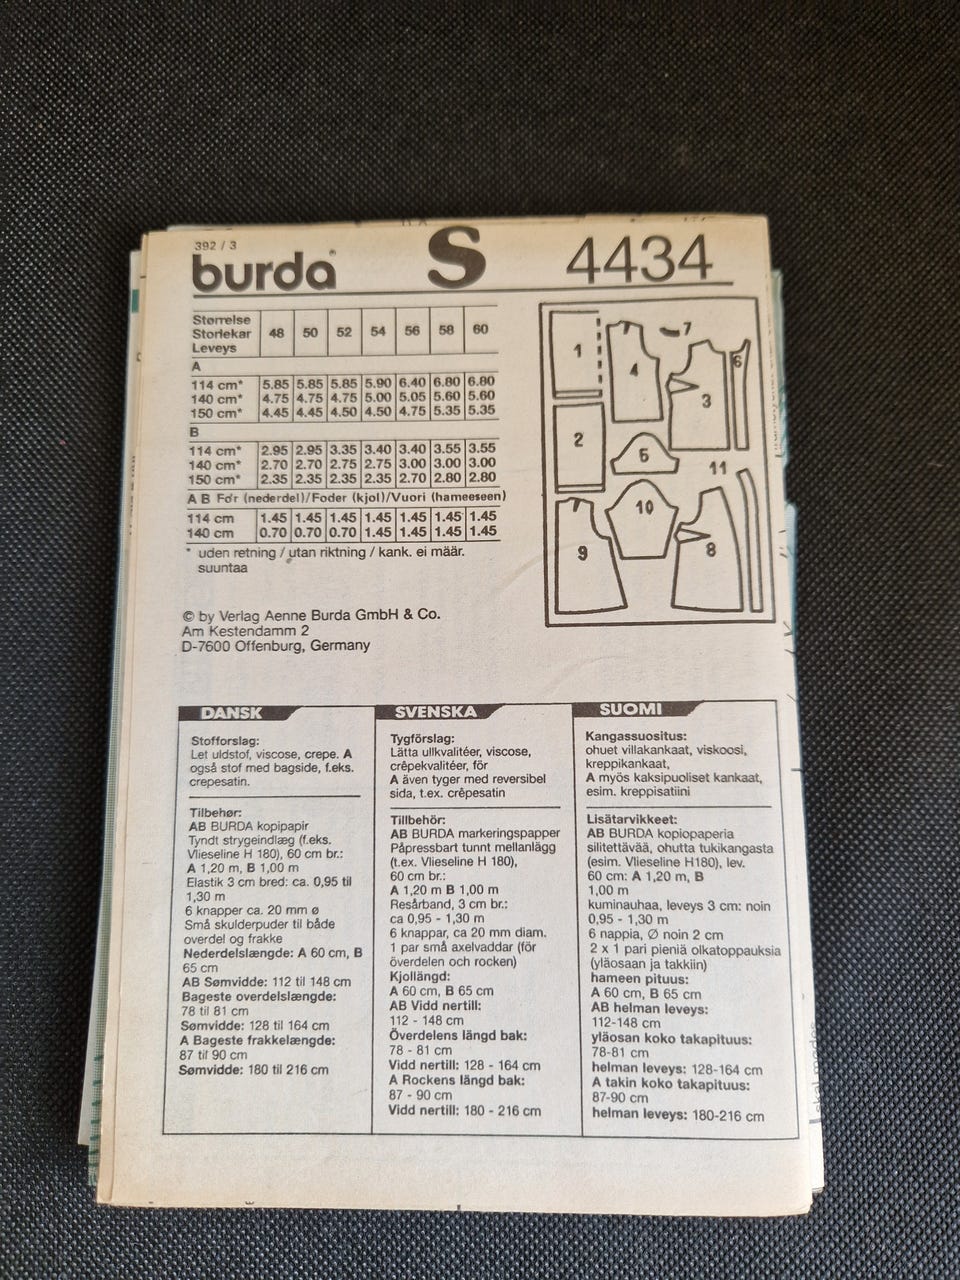 392 / 3
burda S 4434
Størrelse
Storlekar
Leveys
48 50 52 54 56 58 60
A
114 cm* 5.85 5.85 5.85 5.90 6.40 6.80 6.80
140 cm* 4.75 4.75 4.75 5.00 5.05 5.60 5.60
150 cm* 4.45 4.45 4.50 4.50 4.75 5.35 5.35
B
114 cm* 2.95 2.95 3.35 3.40 3.40 3.55 3.55
140 cm* 2.70 2.70 2.75 2.75 3.00 3.00 3.00
150 cm* 2.35 2.35 2.35 2.35 2.70 2.80 2.80
A B For (nederdel)/Foder (kjol)/Vuori (hameeseen)
114 cm 1.45 1.45 1.45 1.45 1.45 1.45 1.45
140 cm 0.70 0.70 0.70 1.45 1.45 1.45 1.45
* uden retning / utan riktning / kank. ei määr.
suuntaa
1
2
3
4
5
6
7
8
9
10
11
© by Verlag Aenne Burda GmbH & Co.
Am Kestendamm 2
D-7600 Offenburg, Germany
DANSK
Stofforslag:
Let uldstof, viscose, crepe. A
også stof med bagside, f.eks.
crepesatin.
Tilbehør:
AB BURDA kopipapir
Tyndt strygeindlæg (f.eks.
Vlieseline H 180), 60 cm br.:
A 1,20 m, B 1,00 m
Elastik 3 cm bred: ca. 0,95 til
1,30 m
6 knapper ca. 20 mm ø
Små skulderpuder til både
overdel og frakke
Nederdelslængde: A 60 cm, B
65 cm
AB Sømvidde: 112 til 148 cm
Bageste overdelslængde:
78 til 81 cm
Sømvidde: 128 til 164 cm
A Bageste frakkelængde:
87 til 90 cm
Sømvidde: 180 til 216 cm
SVENSKA
Tygförslag:
Lätta ullkvalitéer, viscose,
crêpekvalitéer, för
A även tyger med reversibel
sida, t.ex. crêpesatin
Tillbehör:
AB BURDA markeringspapper
Påpressbart tunnt mellanlägg
(t.ex. Vlieseline H 180),
60 cm br.:
A 1,20 m B 1,00 m
Resårband, 3 cm br.:
ca 0,95 - 1,30 m
6 knappar, ca 20 mm diam.
1 par små axelvaddar (för
överdelen och rocken)
Kjollängd:
A 60 cm, B 65 cm
AB Vidd nertill:
112 - 148 cm
Överdelens längd bak:
78 - 81 cm
Vidd nertill: 128 - 164 cm
A Rockens längd bak:
87 - 90 cm
Vidd nertill: 180 - 216 cm
SUOMI
Kangassuositus:
ohuet villakankaat, viskoosi,
kreppikankaat,
A myös kaksipuoliset kankaat,
esim. kreppisatiini
Lisätarvikkeet:
AB BURDA kopiopaperia
silitettävää, ohutta tukikangasta
(esim. Vlieseline H180), lev.
60 cm: A 1,20 m, B
1,00 m
kuminauhaa, leveys 3 cm: noin
0,95 - 1,30 m
6 nappia, ∅ noin 2 cm
2 x 1 pari pieniä olkatoppauksia
(yläosaan ja takkiin)
hameen pituus:
A 60 cm, B 65 cm
AB helman leveys:
112-148 cm
yläosan koko takapituus:
78-81 cm
helman leveys: 128-164 cm
A takin koko takapituus:
87-90 cm
helman leveys: 180-216 cm